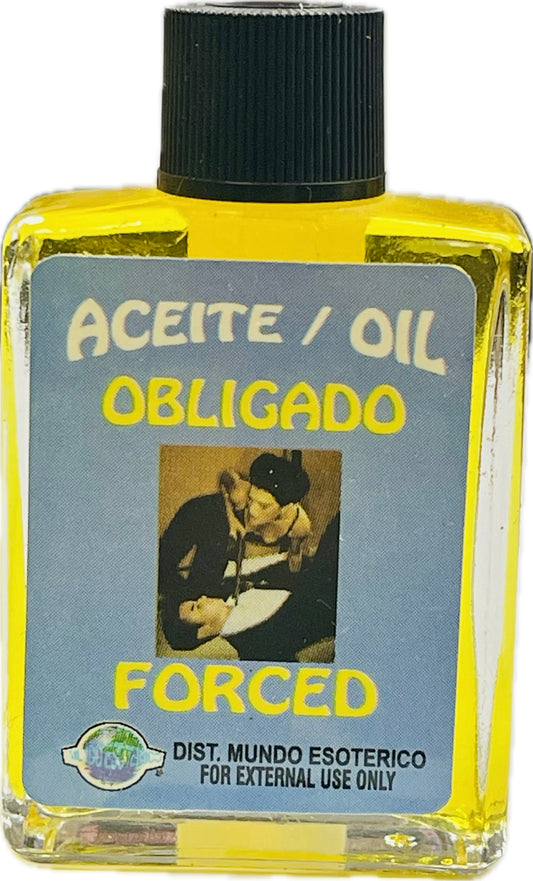 ACEITE / OIL
OBLIGADO
FORCED
DIST. MUNDO ESOTERICO
FOR EXTERNAL USE ONLY